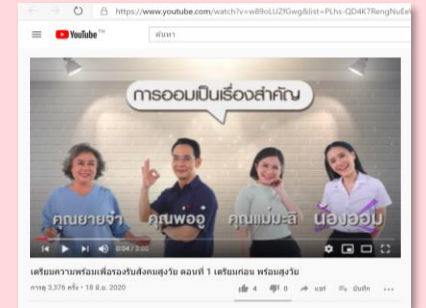 https://www.youtube.com/watch?v=w89oLUZfGwg&list=PLhs-QD4K7RengNuEe
YouTube TH
ค้นหา
การออมเป็นเรื่องสำคัญ
คุณยายจำ
คุณพ่ออู๋
คุณแม่มะลิ
น้องออม
0:04 / 2:00
เตรียมความพร้อมเพื่อรองรับสังคมสูงวัย ตอนที่ 1 เตรียมก่อน พร้อมสูงวัย
การดู 3,376 ครั้ง • 18 มิ.ย. 2020
4
0
แชร์
บันทึก